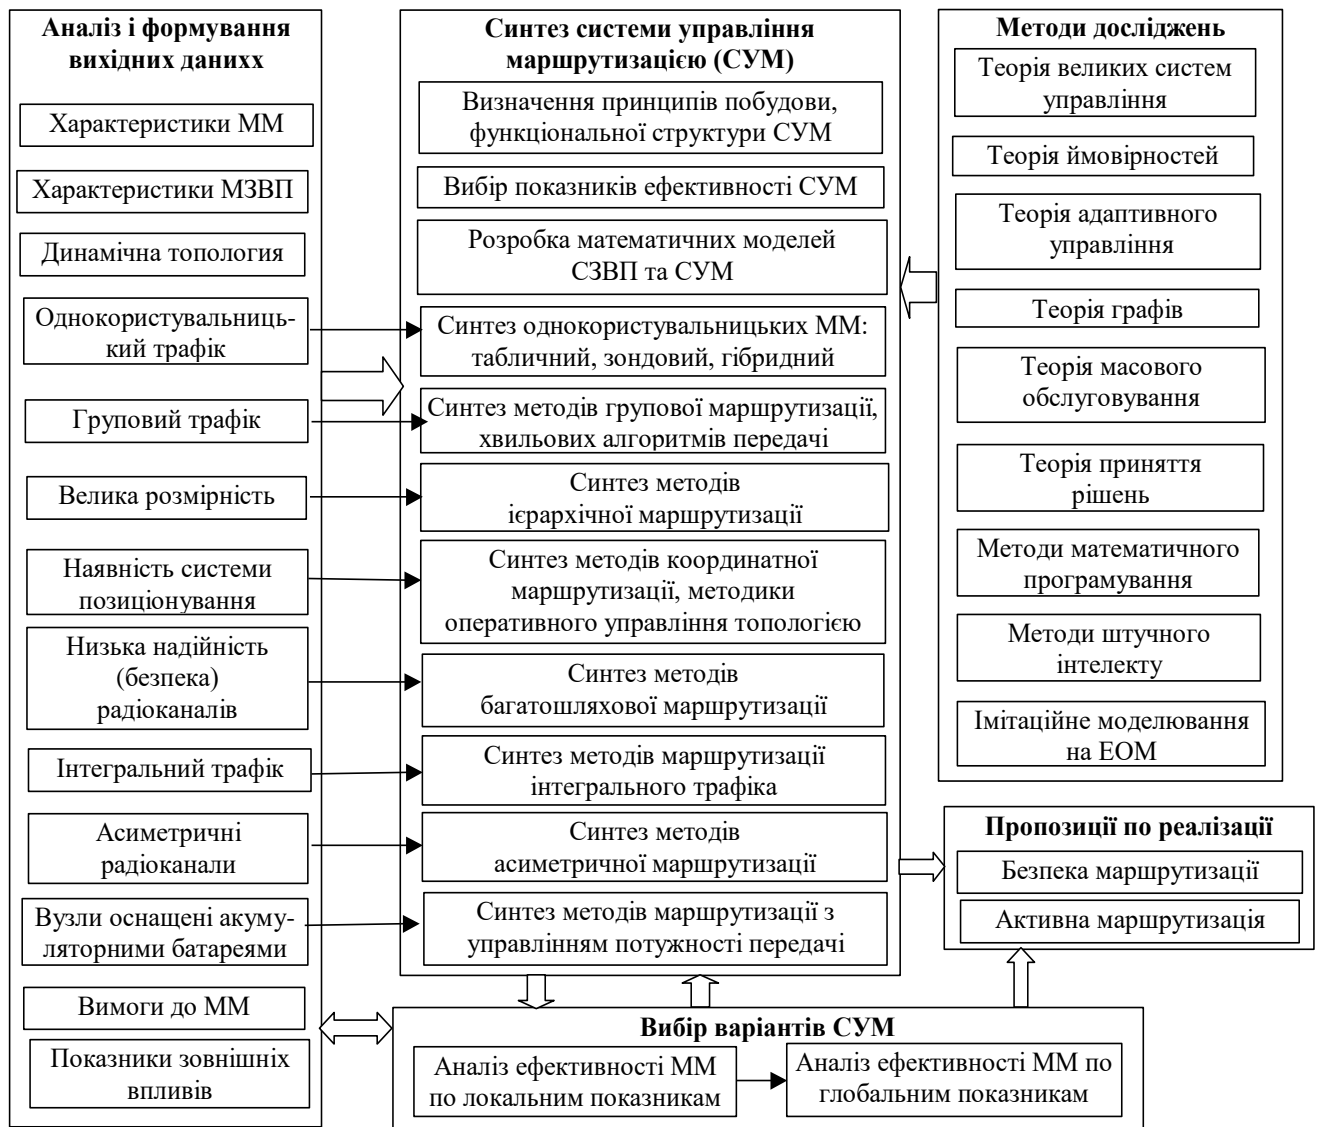 Аналіз і формування
вихідних данихх
Характеристики ММ
Характеристики МЗВП
Динамічна топология
Однокористувальниць-
кий трафік
Груповий трафік
Велика розмірність
Наявність системи
позиціонування
Низька надійність
(безпека)
радіоканалів
Інтегральний трафік
Асиметричні
радіоканали
Вузли оснащені акуму-
ляторними батареями
Вимоги до ММ
Показники зовнішніх
впливів
Синтез системи управління
маршрутизацією (СУМ)
Визначення принципів побудови,
функціональної структури СУМ
Вибір показників ефективності СУМ
Розробка математичних моделей
СЗВП та СУМ
Синтез однокористувальницьких ММ:
табличний, зондовий, гібридний
Синтез методів групової маршрутизації,
хвильових алгоритмів передачі
Синтез методів
ієрархічної маршрутизації
Синтез методів координатної
маршрутизації, методики
оперативного управління топологією
Синтез методів
багатошляхової маршрутизації
Синтез методів маршрутизації
інтегрального трафіка
Синтез методів
асиметричної маршрутизації
Синтез методів маршрутизації з
управлінням потужності передачі
Методи досліджень
Теорія великих систем
управління
Теорія ймовірностей
Теорія адаптивного
управління
Теорія графів
Теорія масового
обслуговування
Теорія приняття
рішень
Методи математичного
програмування
Методи штучного
інтелекту
Імітаційне моделювання
на ЕОМ
Пропозиції по реалізації
Безпека маршрутизації
Активна маршрутизація
Вибір варіантів СУМ
Аналіз ефективності ММ
по локальним показникам
Аналіз ефективності ММ по
глобальним показникам